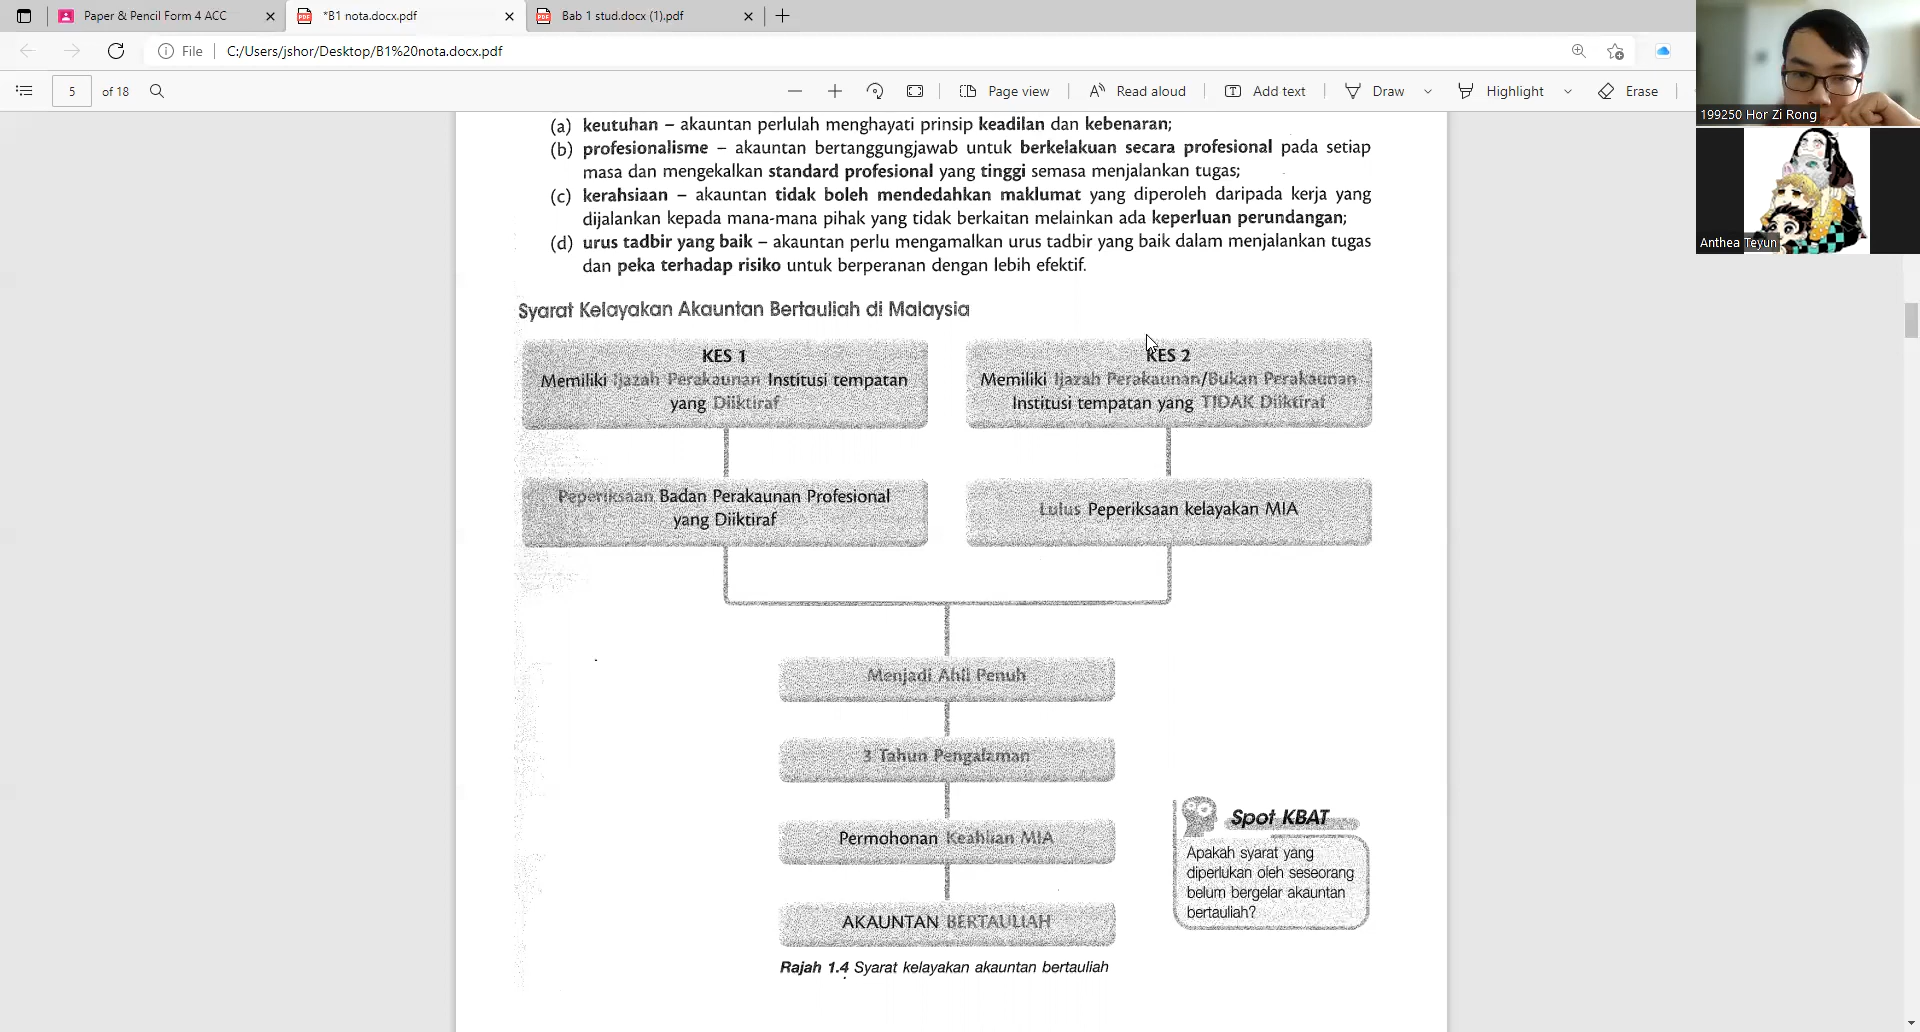 Paper & Pencil Form 4 ACC
*B1 nota.docx.pdf
Bab 1 stud.docx (1).pdf
File
C:/Users/jshor/Desktop/B1%20nota.docx.pdf
5
of 18
Page view
Read aloud
Add text
Draw
Highlight
Erase
199250 Hor Zi Rong
Anthea Teyun
(a) keutuhan – akauntan perlulah menghayati prinsip keadilan dan kebenaran;
(b) profesionalisme – akauntan bertanggungjawab untuk berkelakuan secara profesional pada setiap
masa dan mengekalkan standard profesional yang tinggi semasa menjalankan tugas;
(c) kerahsiaan – akauntan tidak boleh mendedahkan maklumat yang diperoleh daripada kerja yang
dijalankan kepada mana-mana pihak yang tidak berkaitan melainkan ada keperluan perundangan;
(d) urus tadbir yang baik – akauntan perlu mengamalkan urus tadbir yang baik dalam menjalankan tugas
dan peka terhadap risiko untuk berperanan dengan lebih efektif.
Syarat Kelayakan Akauntan Bertauliah di Malaysia
KES 1
Memiliki Ijazah Perakaunan Institusi tempatan
yang Diiktiraf
KES 2
Memiliki Ijazah Perakaunan/Bukan Perakaunan
Institusi tempatan yang TIDAK Diiktiraf
Peperiksaan Badan Perakaunan Profesional
yang Diiktiraf
Lulus Peperiksaan kelayakan MIA
Menjadi Ahli Penuh
3 Tahun Pengalaman
Permohonan Keahlian MIA
AKAUNTAN BERTAULIAH
Rajah 1.4 Syarat kelayakan akauntan bertauliah
Spot KBAT
Apakah syarat yang
diperlukan oleh seseorang
belum bergelar akauntan
bertauliah?